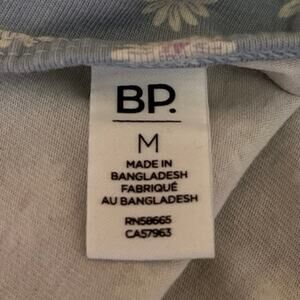 BP.
M
MADE IN
BANGLADESH
FABRIQUÉ
AU BANGLADESH
RN58665
CA57963